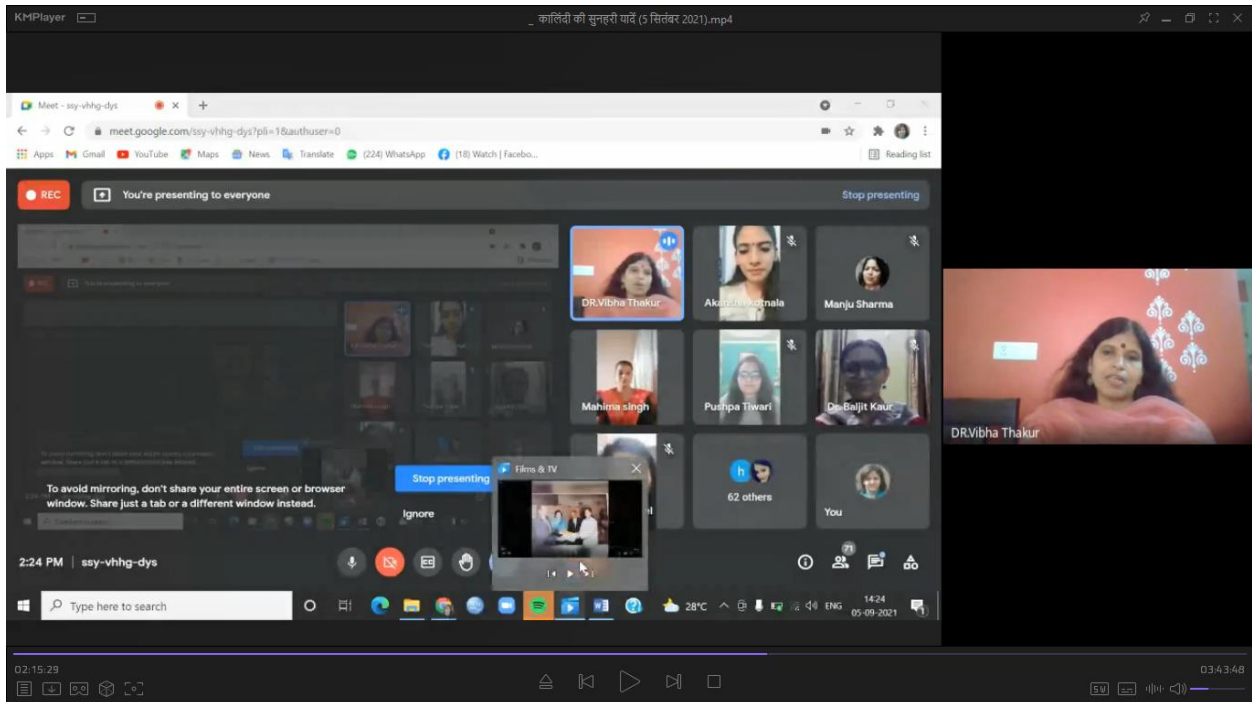 KMPlayer
_ कालिंदी की सुनहरी यादें (5 सितंबर 2021).mp4
Meet - ssy-vhhg-dys
meet.google.com/ssy-vhhg-dys?pli=1&authuser=0
Apps Gmail YouTube Maps News Translate (224) WhatsApp (18) Watch | Facebo... Reading list
REC You're presenting to everyone Stop presenting
DR.Vibha Thakur
Akanksha kotnala
Manju Sharma
Mahima singh
Pushpa Tiwari
Dr. Baljit Kaur
DR.Vibha Thakur
Films & TV
62 others
You
To avoid mirroring, don't share your entire screen or browser
window. Share just a tab or a different window instead.
Stop presenting
Ignore
2:24 PM | ssy-vhhg-dys
71
Type here to search
28°C ENG
14:24
05-09-2021
02:15:29
03:43:48
SW